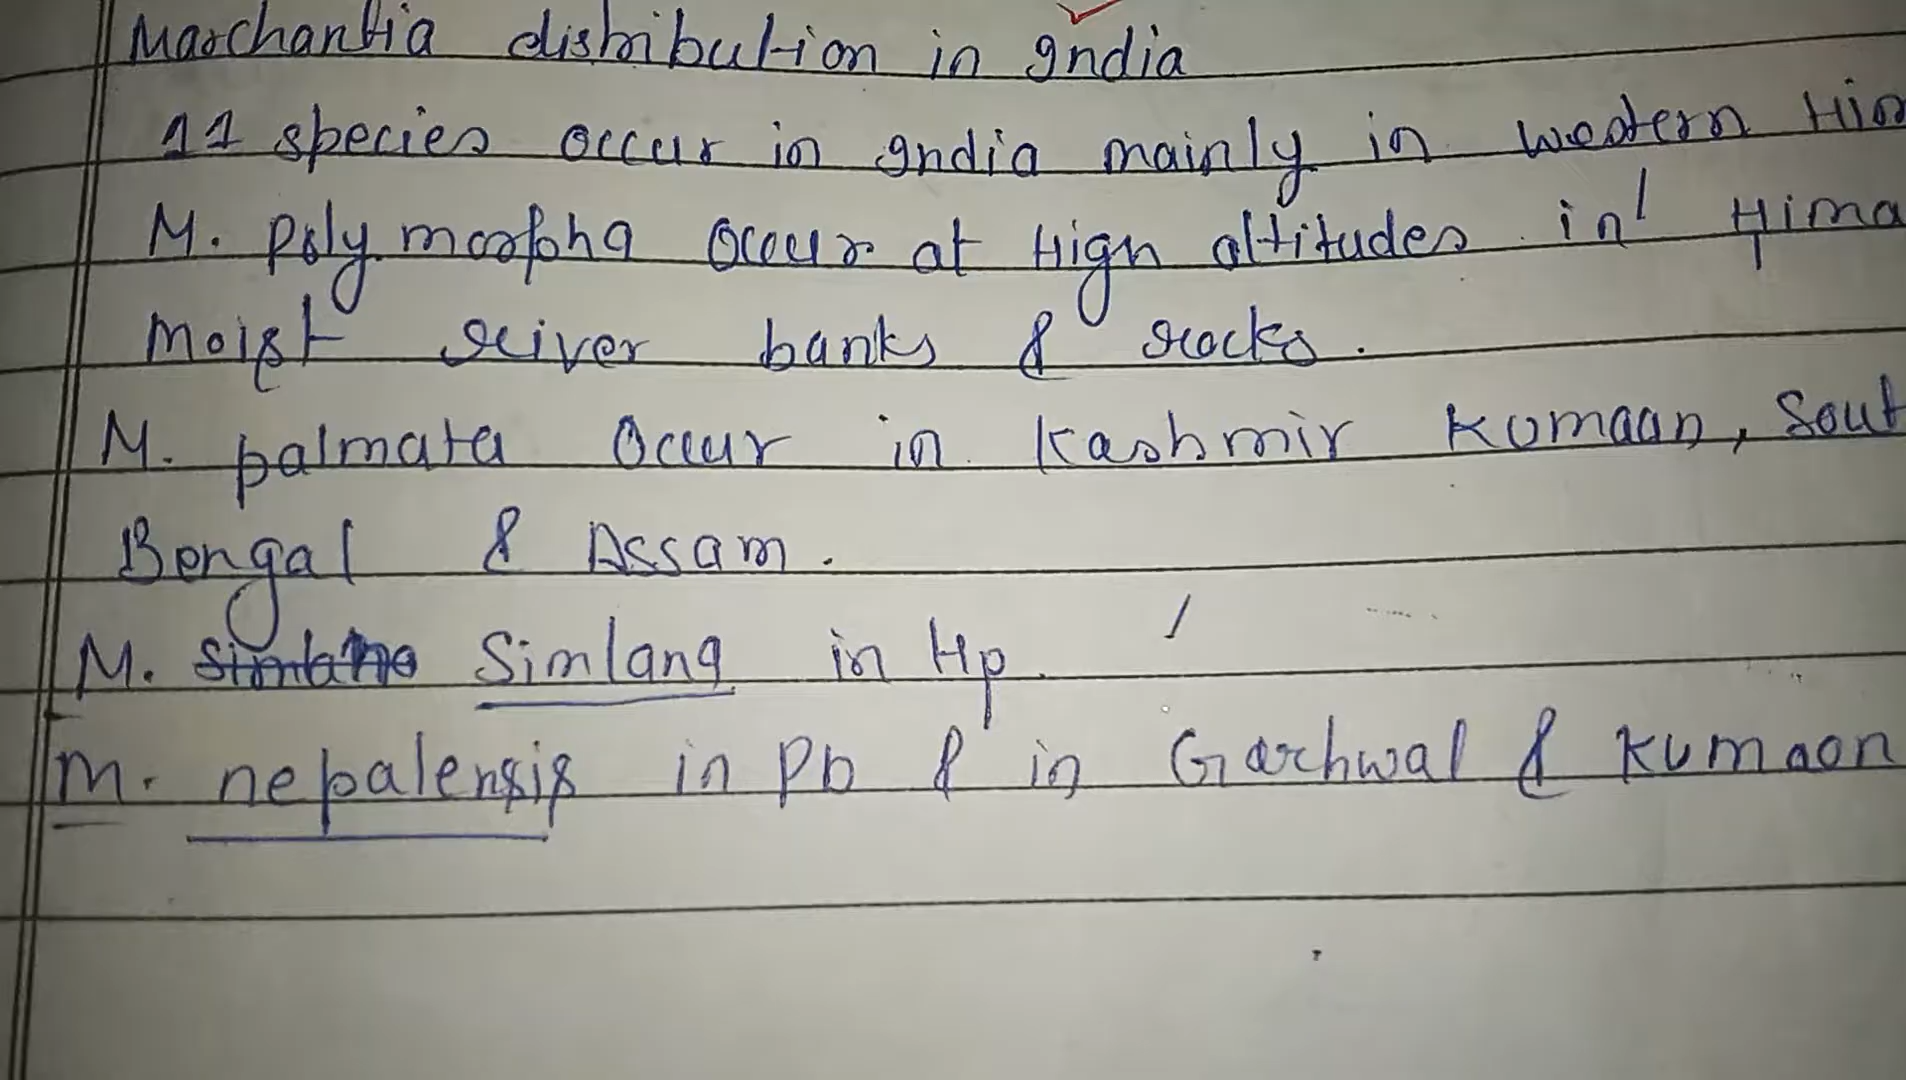 Marchantia distribution in India
11 species occur in India mainly in western Him
M. Polymorpha Occur at High altitudes in Hima
Moist river banks & rocks.
M. palmata Occur in Kashmir Kumaan, Sout
Bengal & Assam.
M. Simlana in Hp.
M. nepalensis in Pb & in Garhwal & Kumaon